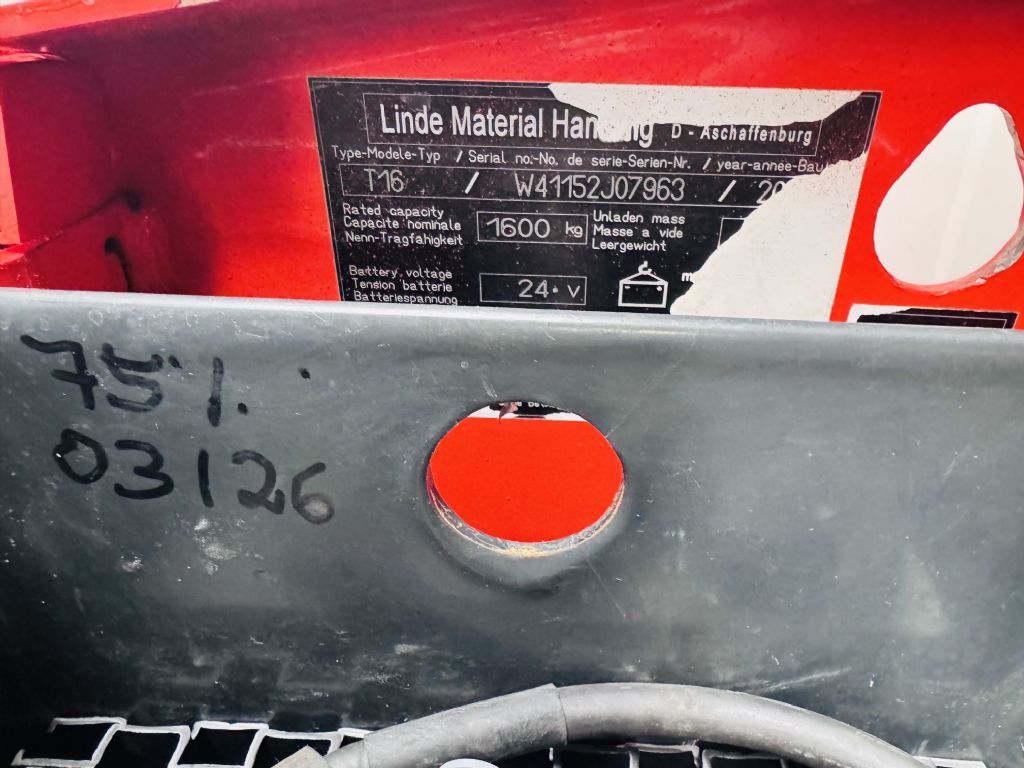 Linde Material Handling D - Aschaffenburg
Type-Modele-Typ / Serial no.-No. de serie-Serien-Nr. / year-annee-Bau
T16 / W41152J07963 / 20
Rated capacity
Capacite nominale
Nenn-Tragfahigkeit
1600 kg
Unladen mass
Masse a vide
Leergewicht
Battery voltage
Tension batterie
Batteriespannung
24. V
m
75%.
03126